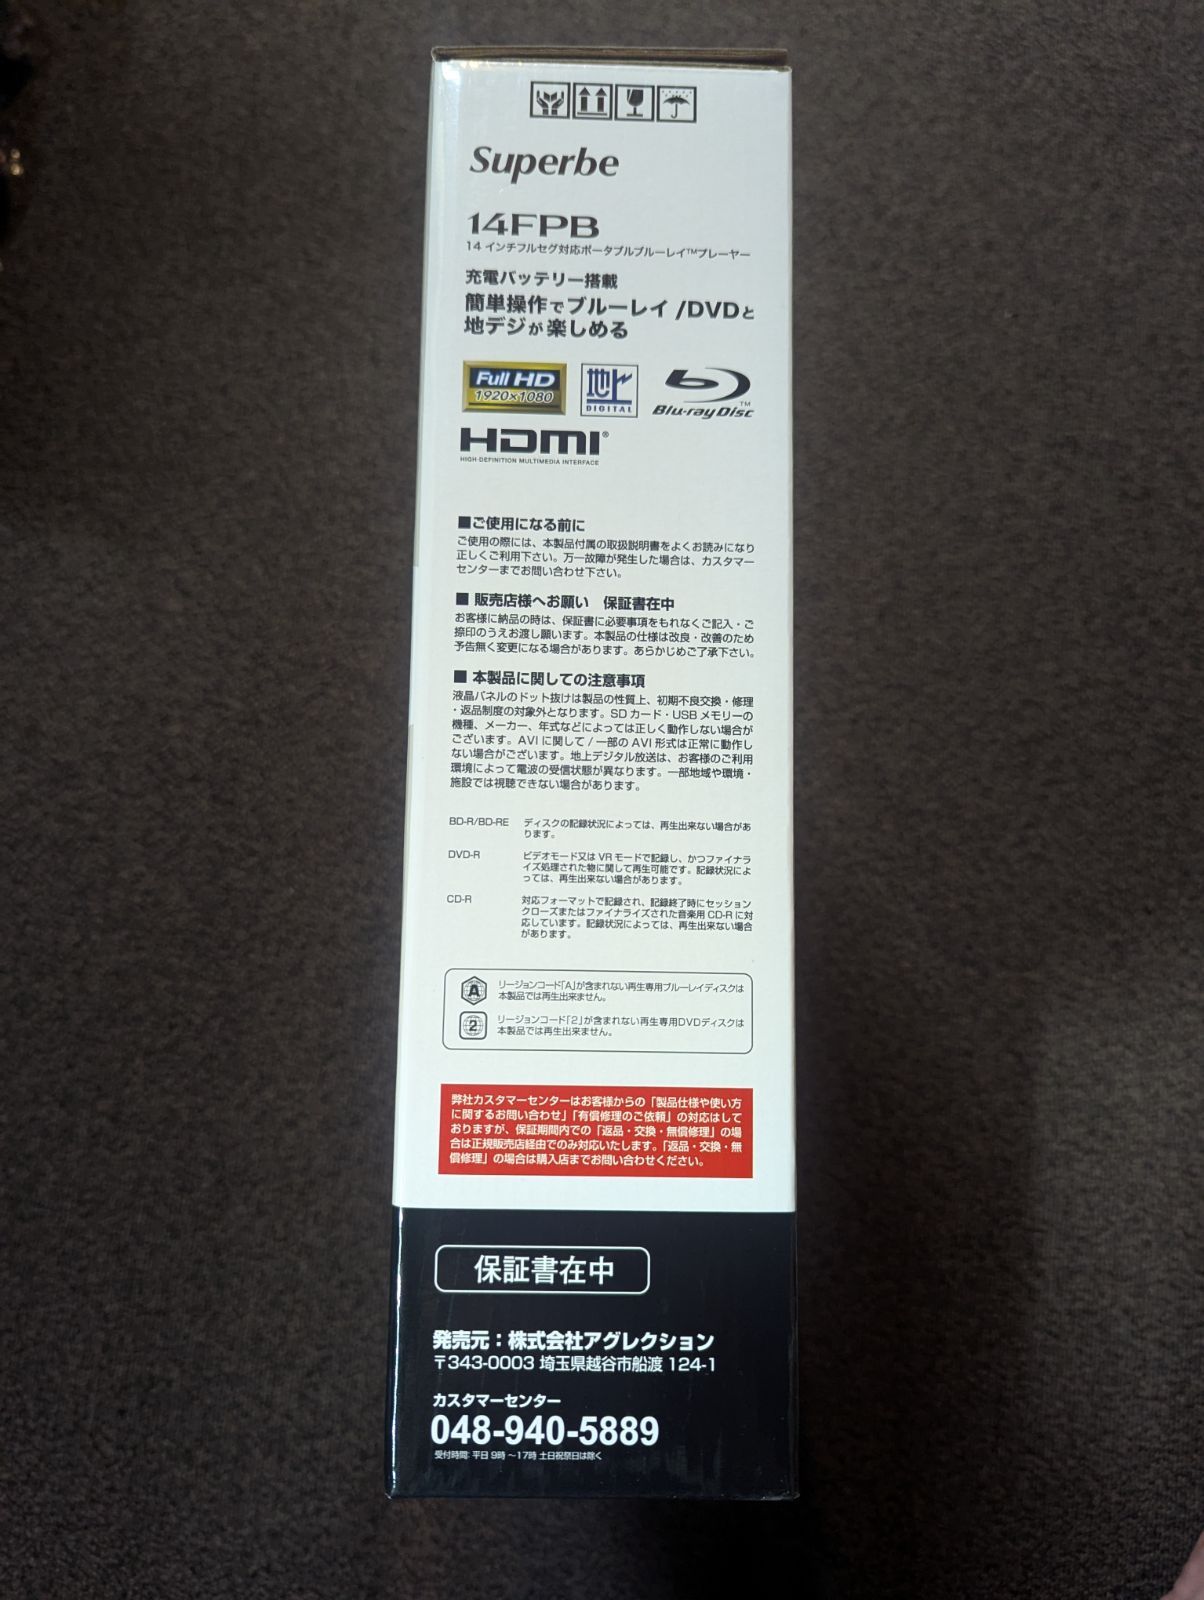 Superbe
14FPB
14 インチフルセグ対応ポータブルブルーレイ™プレーヤー
充電バッテリー搭載
簡単操作でブルーレイ /DVDと
地デジが楽しめる
Full HD
1920×1080
地上
DIGITAL
Blu-ray Disc™
HDMI®
HIGH-DEFINITION MULTIMEDIA INTERFACE
■ご使用になる前に
ご使用の際には、本製品付属の取扱説明書をよくお読みになり
正しくご利用下さい。万一故障が発生した場合は、カスタマー
センターまでお問い合わせ下さい。
■ 販売店様へお願い 保証書在中
お客様に納品の時は、保証書に必要事項をもれなくご記入・ご
捺印のうえお渡し願います。本製品の仕様は改良・改善のため
予告無く変更になる場合があります。あらかじめご了承下さい。
■ 本製品に関しての注意事項
液晶パネルのドット抜けは製品の性質上、初期不良交換・修理
・返品制度の対象外となります。SD カード・USB メモリーの
機種、メーカー、年式などによっては正しく動作しない場合が
ございます。AVI に関して / 一部の AVI 形式は正常に動作し
ない場合がございます。地上デジタル放送は、お客様のご利用
環境によって電波の受信状態が異なります。一部地域や環境・
施設では視聴できない場合があります。
BD-R/BD-RE ディスクの記録状況によっては、再生出来ない場合があ
ります。
DVD-R ビデオモード又は VR モードで記録し、かつファイナラ
イズ処理された物に関して再生可能です。記録状況によ
っては、再生出来ない場合があります。
CD-R 対応フォーマットで記録され、記録終了時にセッション
クローズまたはファイナライズされた音楽用 CD-R に対
応しています。記録状況によっては、再生出来ない場合
があります。
A リージョンコード「A」が含まれない再生専用ブルーレイディスクは
本製品では再生出来ません。
2 リージョンコード「2」が含まれない再生専用DVDディスクは
本製品では再生出来ません。
弊社カスタマーセンターはお客様からの「製品仕様や使い方
に関するお問い合わせ」「有償修理のご依頼」の対応はして
おりますが、保証期間内での「返品・交換・無償修理」の場
合は正規販売店経由でのみ対応いたします。「返品・交換・無
償修理」の場合は購入店までお問い合わせください。
保証書在中
発売元：株式会社アグレクション
〒343-0003 埼玉県越谷市船渡 124-1
カスタマーセンター
048-940-5889
受付時間: 平日 9時 ～17時 土日祝祭日は除く